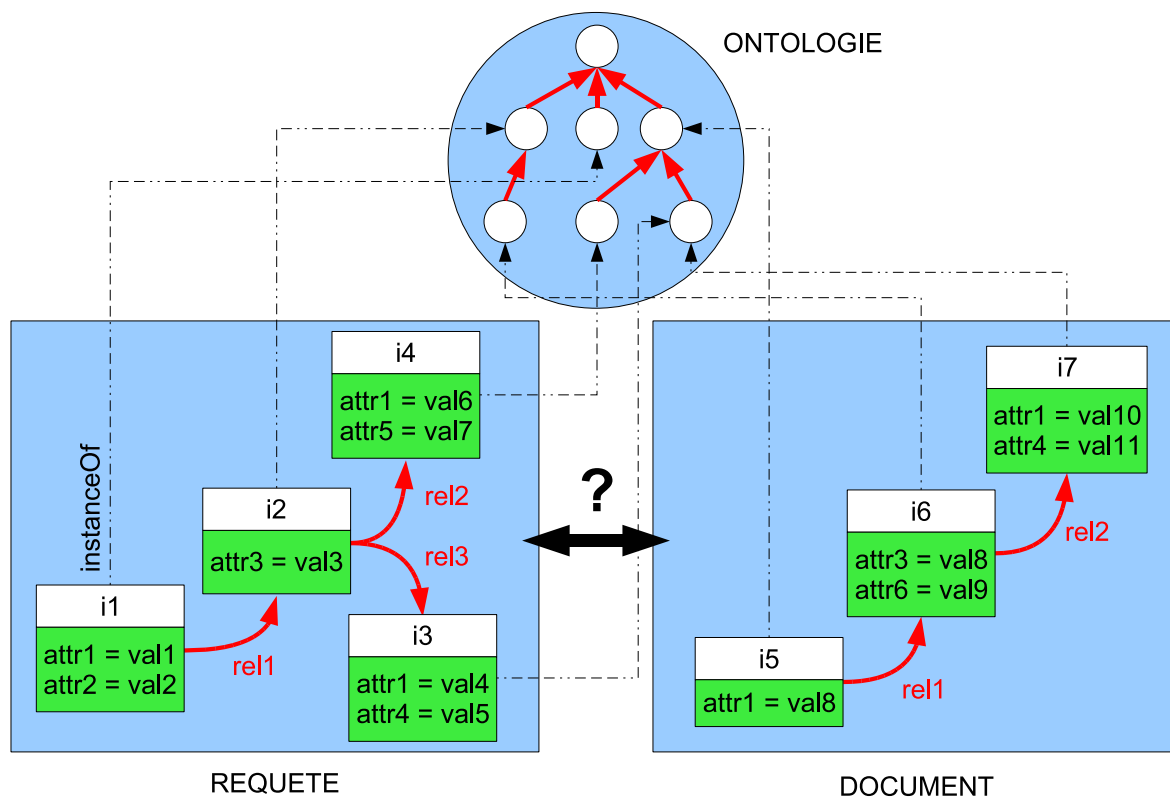 ONTOLOGIE
instanceOf
i1
attr1 = val1
attr2 = val2
rel1
i2
attr3 = val3
rel2
rel3
i4
attr1 = val6
attr5 = val7
i3
attr1 = val4
attr4 = val5
REQUETE
?
i5
attr1 = val8
rel1
i6
attr3 = val8
attr6 = val9
rel2
i7
attr1 = val10
attr4 = val11
DOCUMENT